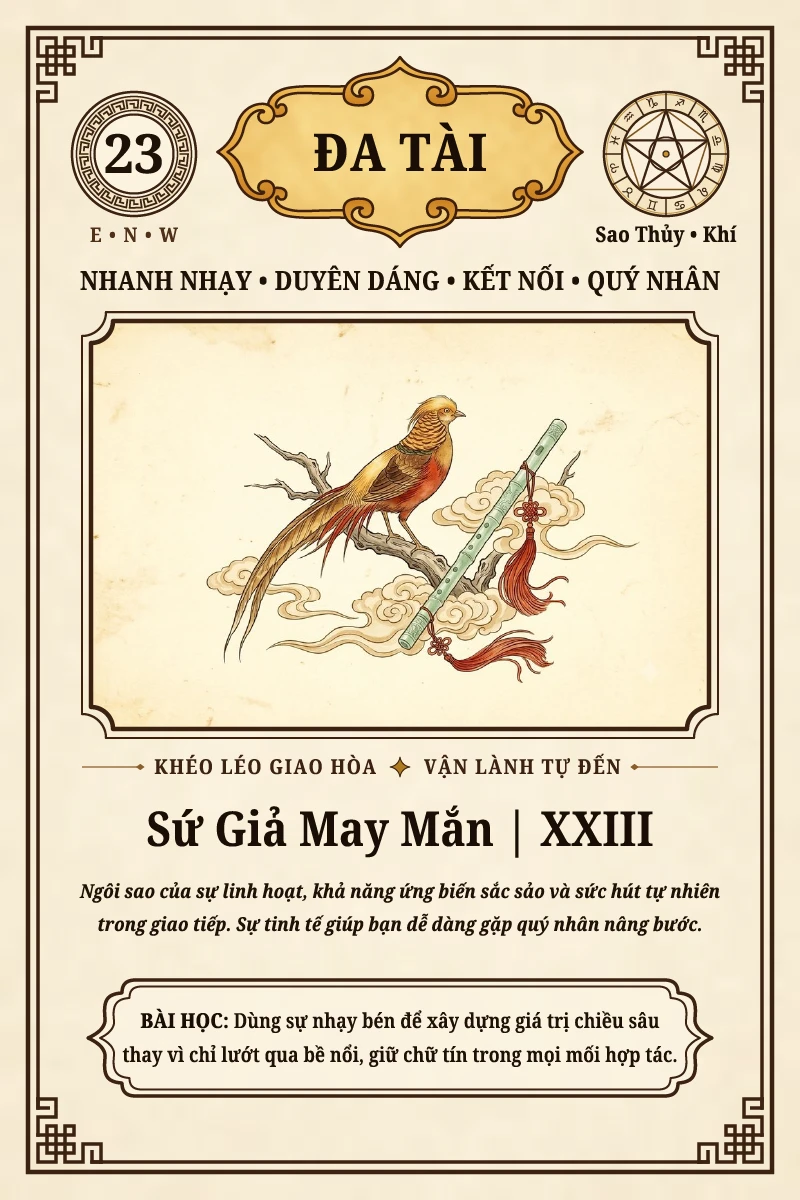 23
ĐA TÀI
E • N • W
Sao Thủy • Khí
NHANH NHẠY • DUYÊN DÁNG • KẾT NỐI • QUÝ NHÂN
KHÉO LÉO GIAO HÒA ✦ VẬN LÀNH TỰ ĐẾN
Sứ Giả May Mắn | XXIII
Ngôi sao của sự linh hoạt, khả năng ứng biến sắc sảo và sức hút tự nhiên
trong giao tiếp. Sự tinh tế giúp bạn dễ dàng gặp quý nhân nâng bước.
BÀI HỌC: Dùng sự nhạy bén để xây dựng giá trị chiều sâu
thay vì chỉ lướt qua bề nổi, giữ chữ tín trong mọi mối hợp tác.